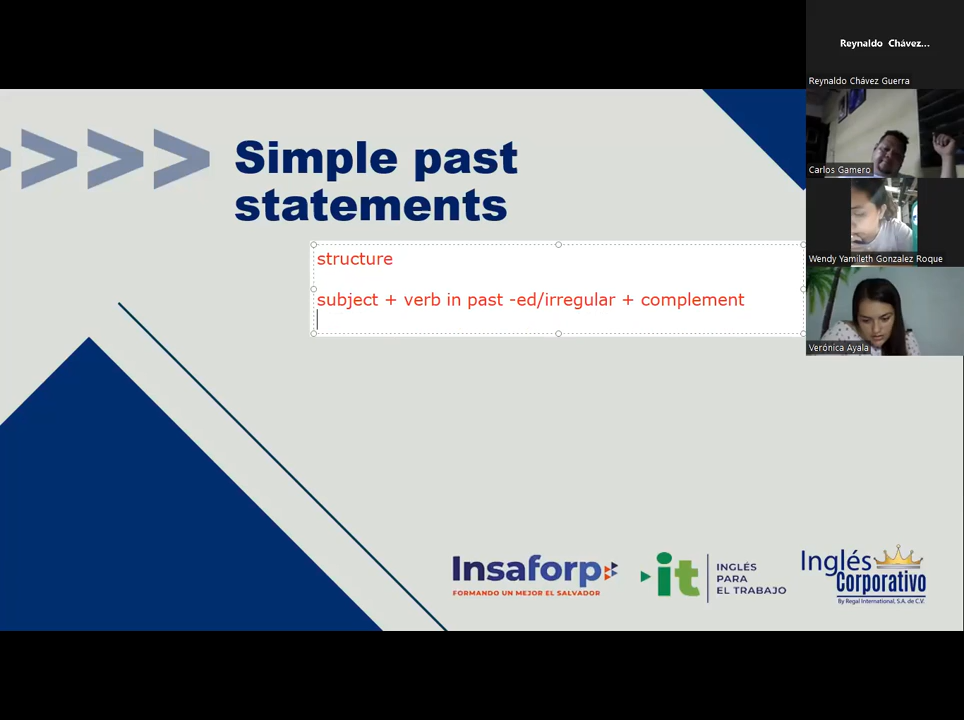 Reynaldo Chávez...
Reynaldo Chávez Guerra
Carlos Gamero
Wendy Yamileth Gonzalez Roque
Verónica Ayala
>>>>
Simple past
statements
structure
subject + verb in past -ed/irregular + complement
Insaforp
FORMANDO UN MEJOR EL SALVADOR
it
INGLÉS
PARA
EL TRABAJO
Inglés
Corporativo
By Regal International, S.A. de C.V.